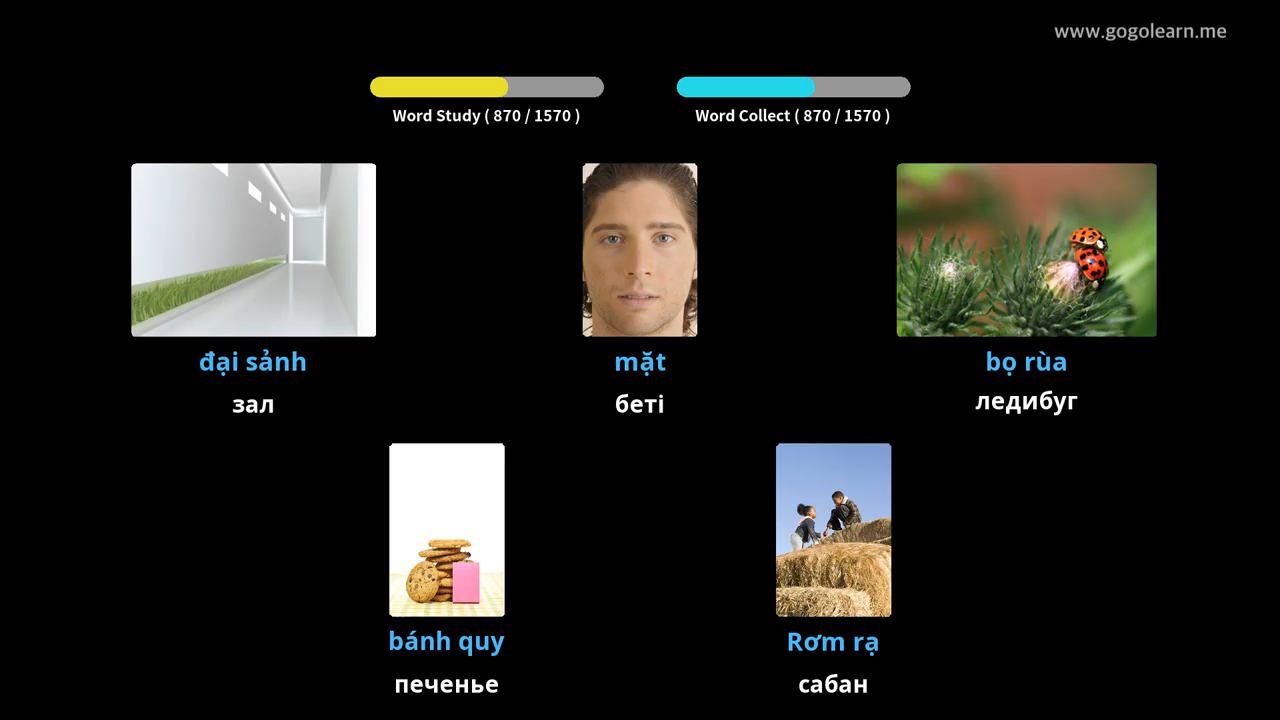 www.gogolearn.me
Word Study ( 870 / 1570 )
Word Collect ( 870 / 1570 )
đại sảnh
зал
mặt
беті
bọ rùa
ледибуг
bánh quy
печенье
Rơm rạ
сабан